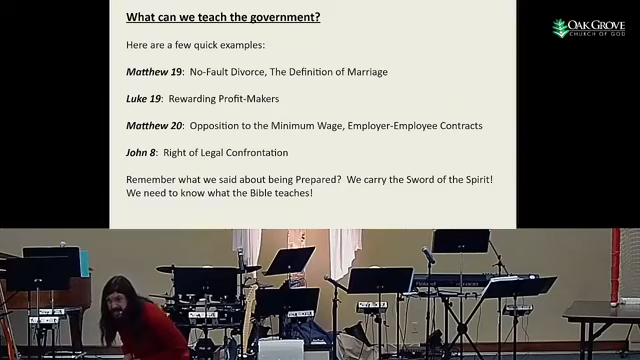 What can we teach the government?
OAK GROVE
CHURCH OF GOD
Here are a few quick examples:
Matthew 19: No-Fault Divorce, The Definition of Marriage
Luke 19: Rewarding Profit-Makers
Matthew 20: Opposition to the Minimum Wage, Employer-Employee Contracts
John 8: Right of Legal Confrontation
Remember what we said about being Prepared? We carry the Sword of the Spirit!
We need to know what the Bible teaches!